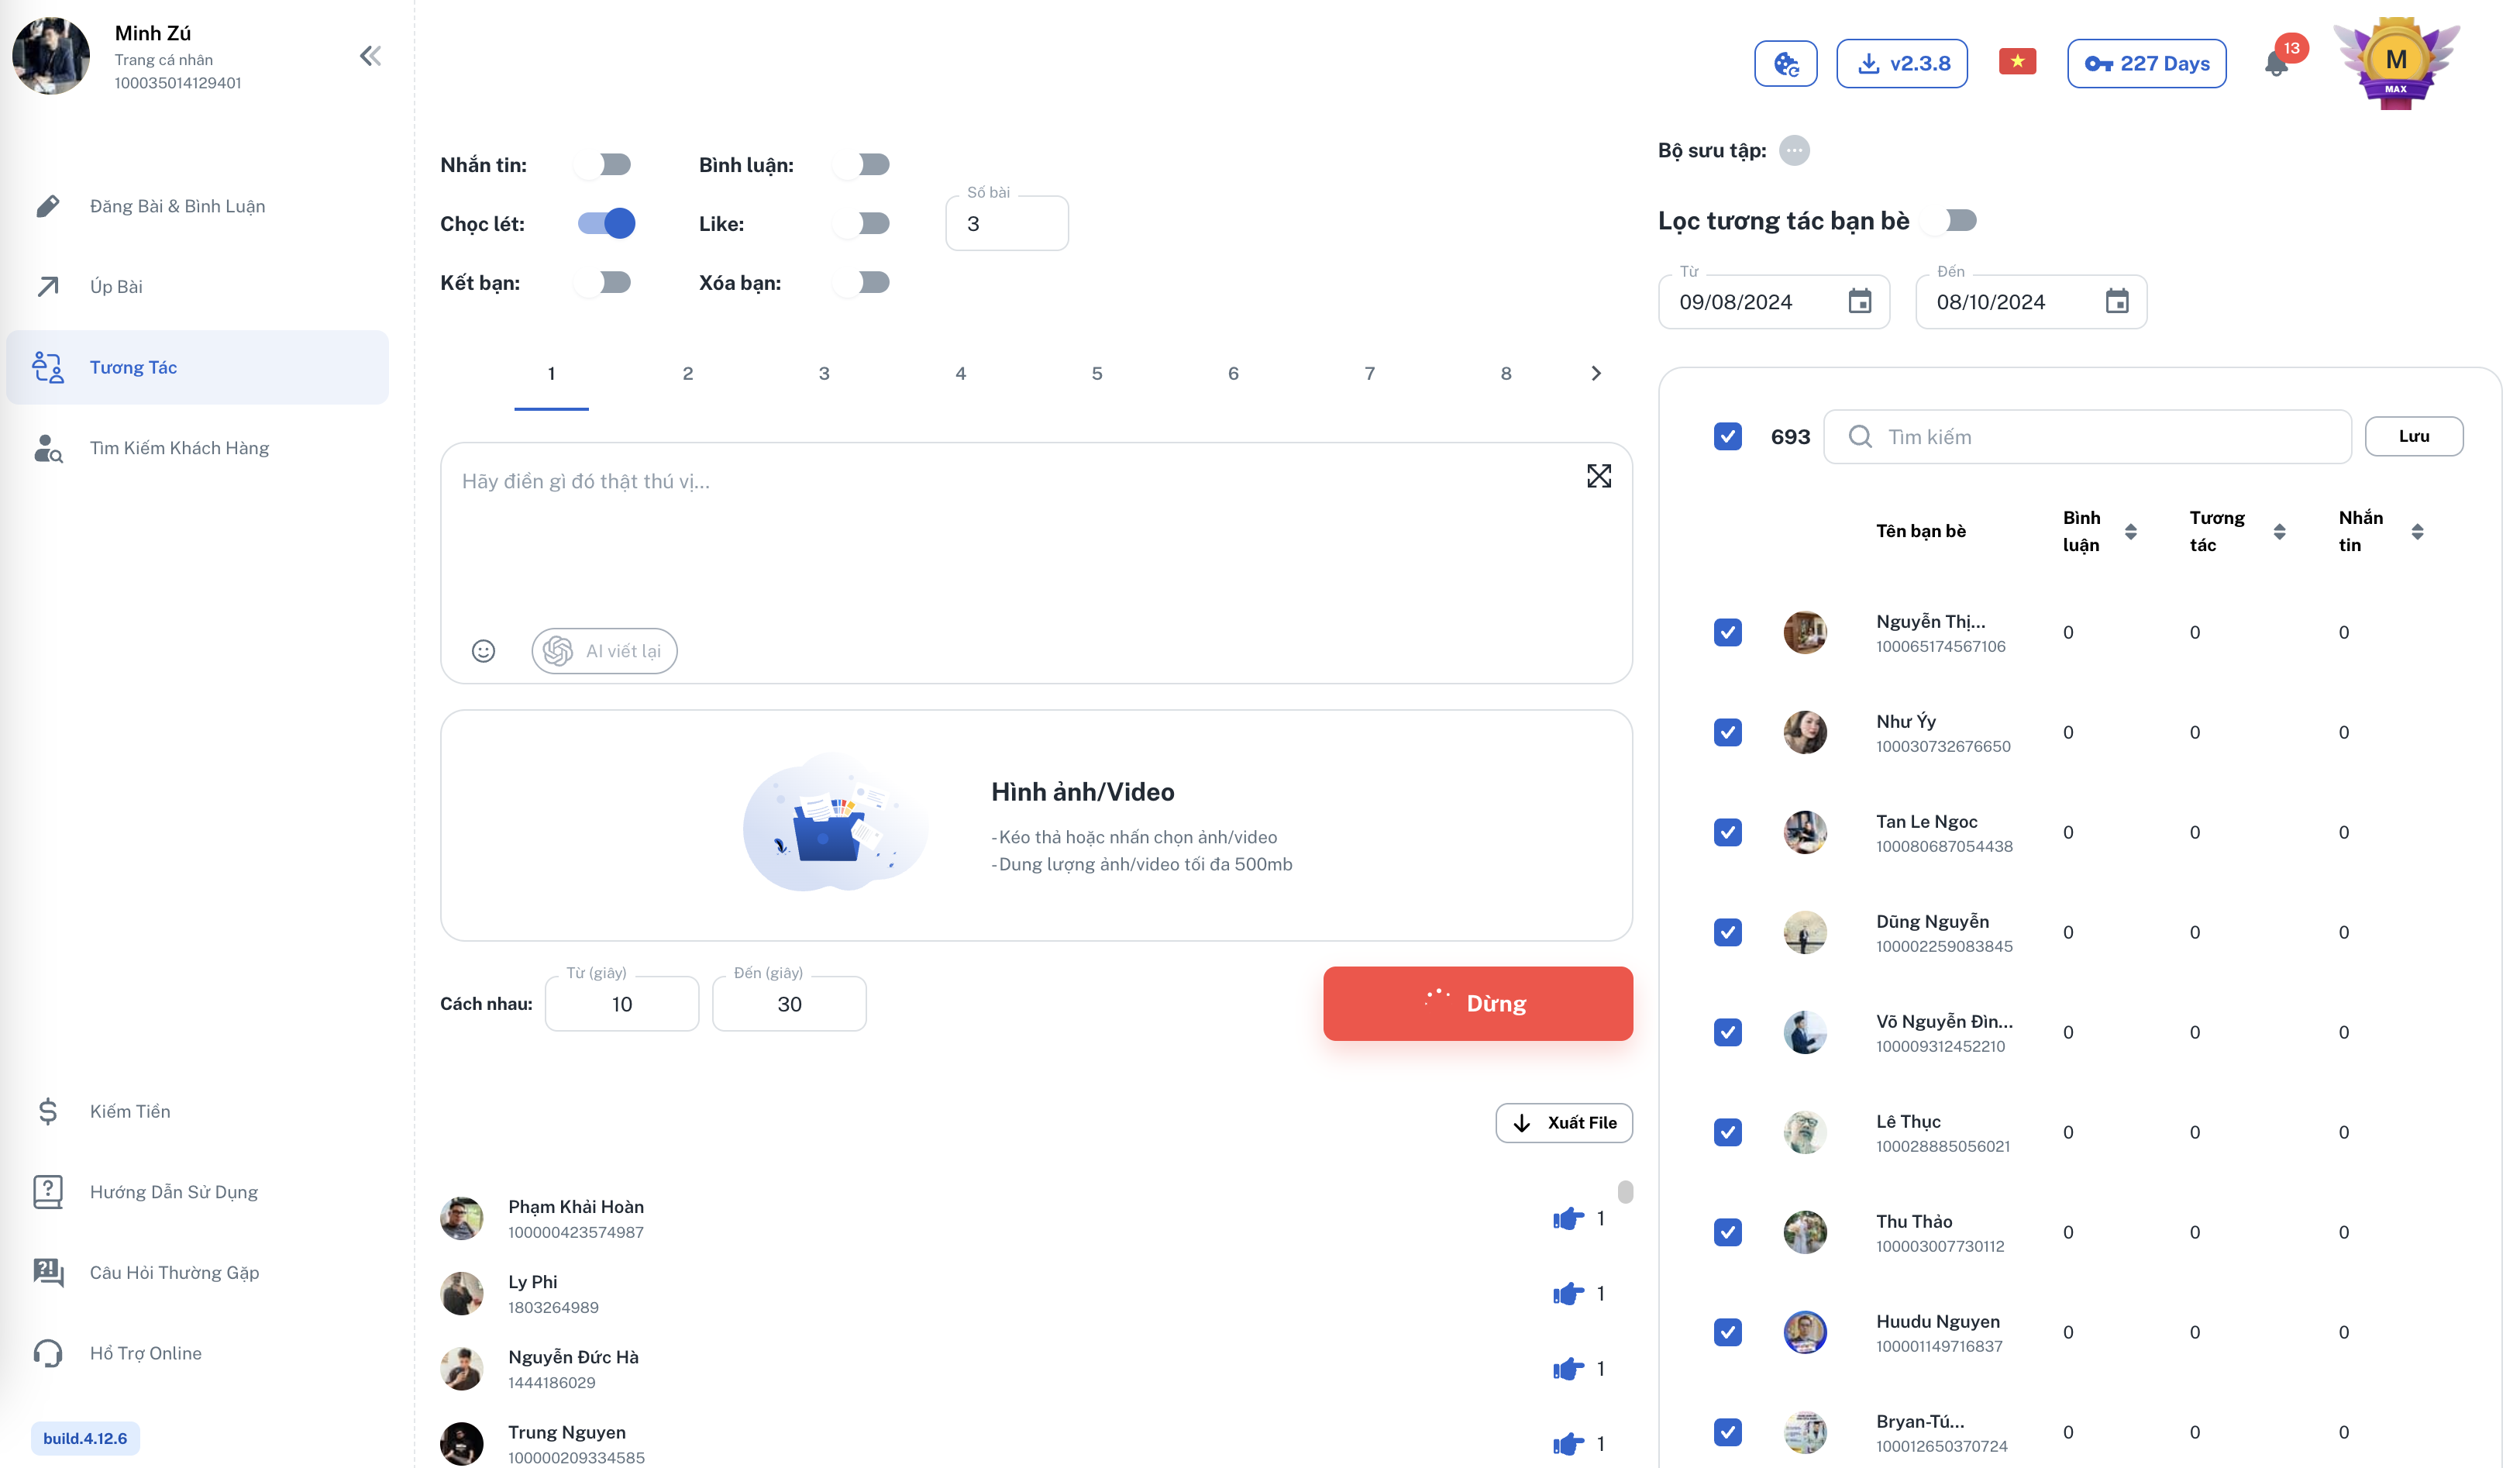 Minh Zú
Trang cá nhân
100035014129401
Đăng Bài & Bình Luận
Úp Bài
Tương Tác
Tìm Kiếm Khách Hàng
Kiếm Tiền
Hướng Dẫn Sử Dụng
Câu Hỏi Thường Gặp
Hổ Trợ Online
build.4.12.6
v2.3.8
227 Days
13
M
MAX
Nhắn tin:
Bình luận:
Chọc lét:
Like:
Số bài
3
Kết bạn:
Xóa bạn:
1 2 3 4 5 6 7 8
Hãy điền gì đó thật thú vị...
AI viết lại
Hình ảnh/Video
-Kéo thả hoặc nhấn chọn ảnh/video
-Dung lượng ảnh/video tối đa 500mb
Cách nhau:
Từ (giây)
10
Đến (giây)
30
Dừng
Xuất File
Phạm Khải Hoàn
100000423574987
1
Ly Phi
1803264989
1
Nguyễn Đức Hà
1444186029
1
Trung Nguyen
100000209334585
1
Bộ sưu tập:
Lọc tương tác bạn bè
Từ
09/08/2024
Đến
08/10/2024
693
Tìm kiếm
Lưu
Tên bạn bè
Bình luận
Tương tác
Nhắn tin
Nguyễn Thị...
100065174567106
0 0 0
Như Ýy
100030732676650
0 0 0
Tan Le Ngoc
100080687054438
0 0 0
Dũng Nguyễn
100002259083845
0 0 0
Võ Nguyễn Đìn...
100009312452210
0 0 0
Lê Thục
100028885056021
0 0 0
Thu Thảo
100003007730112
0 0 0
Huudu Nguyen
100001149716837
0 0 0
Bryan-Tú...
100012650370724
0 0 0